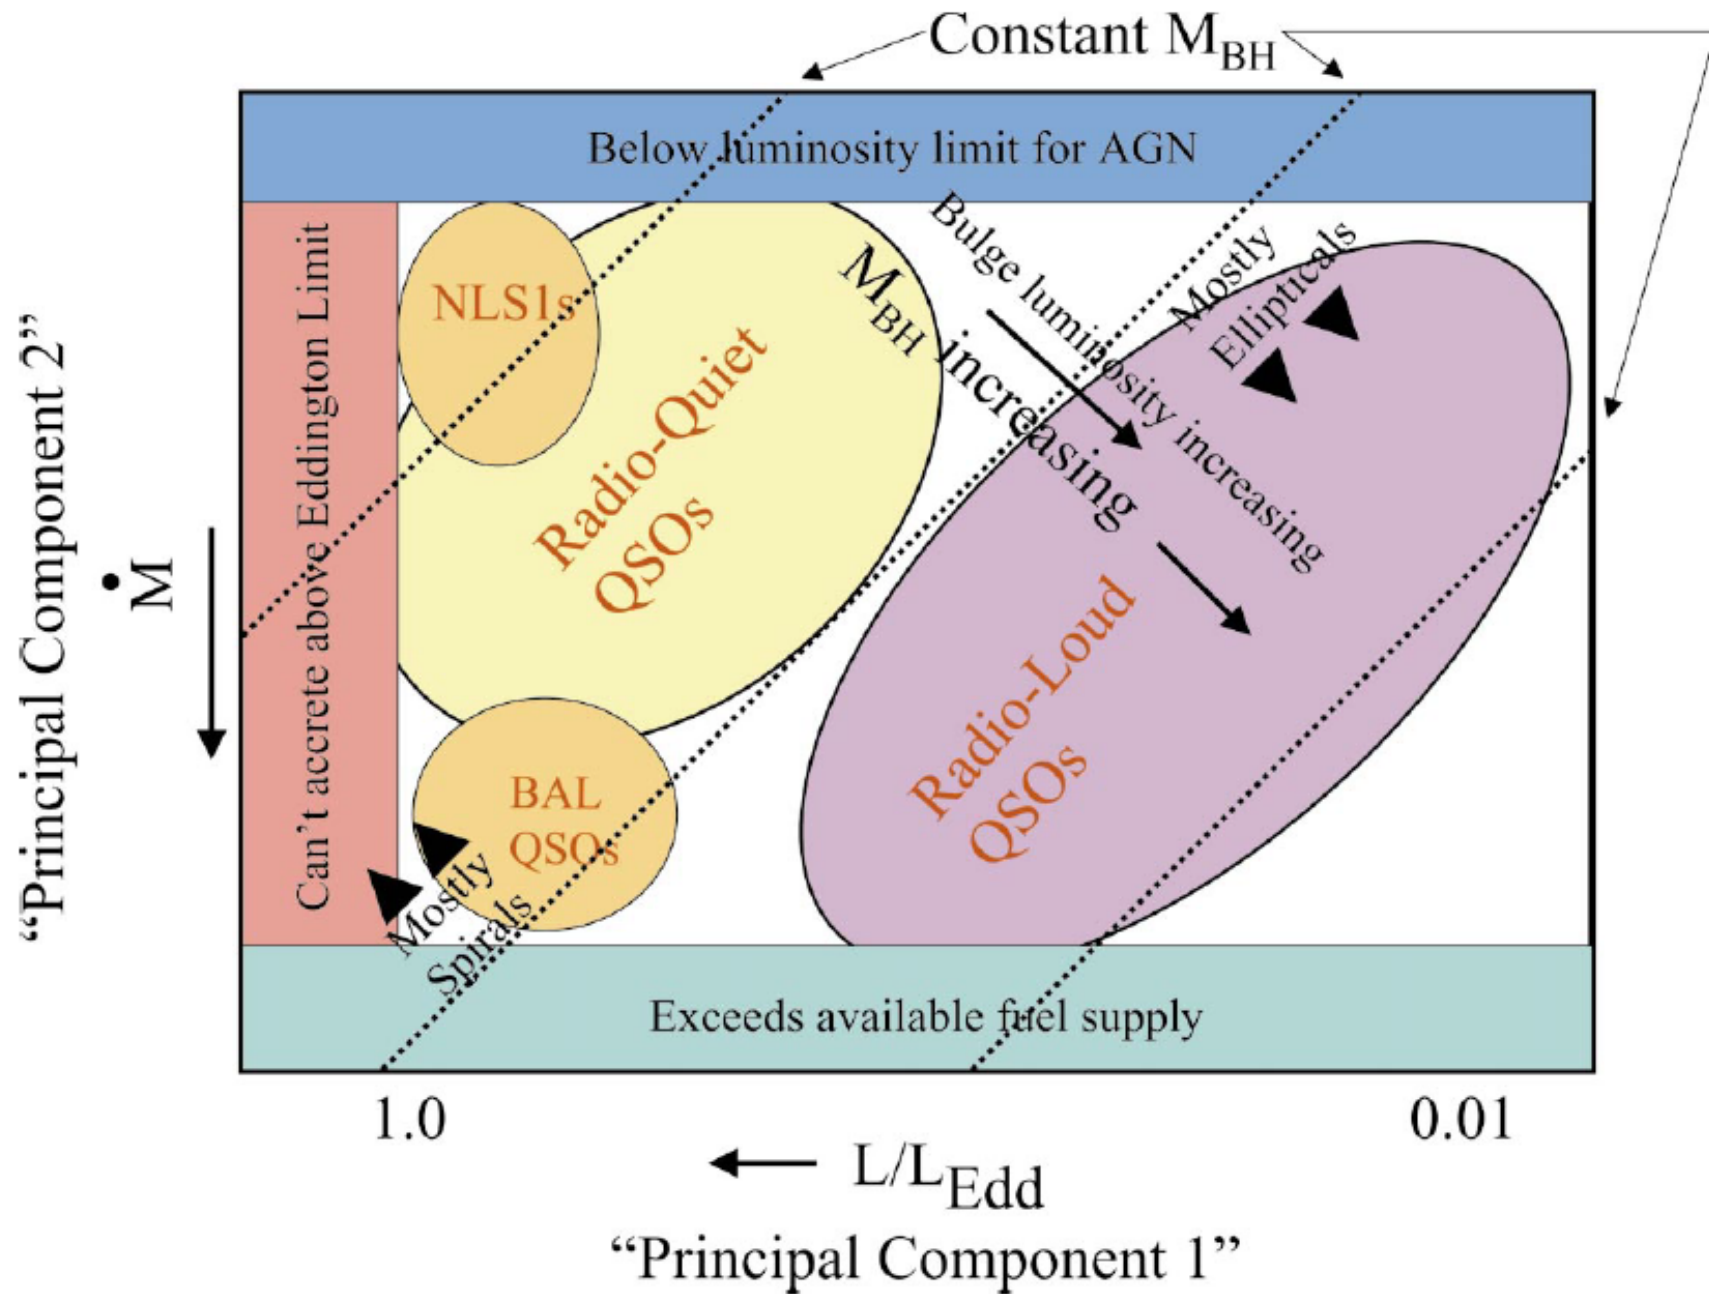 Constant M_BH
Below luminosity limit for AGN
Can’t accrete above Eddington Limit
NLS1s
Radio-Quiet
QSOs
M_BH increasing
Bulge luminosity increasing
Mostly
Ellipticals
Radio-Loud
QSOs
BAL
QSOs
Mostly
Spirals
Exceeds available fuel supply
“Principal Component 2”
Ṁ
1.0
0.01
L/L_Edd
“Principal Component 1”